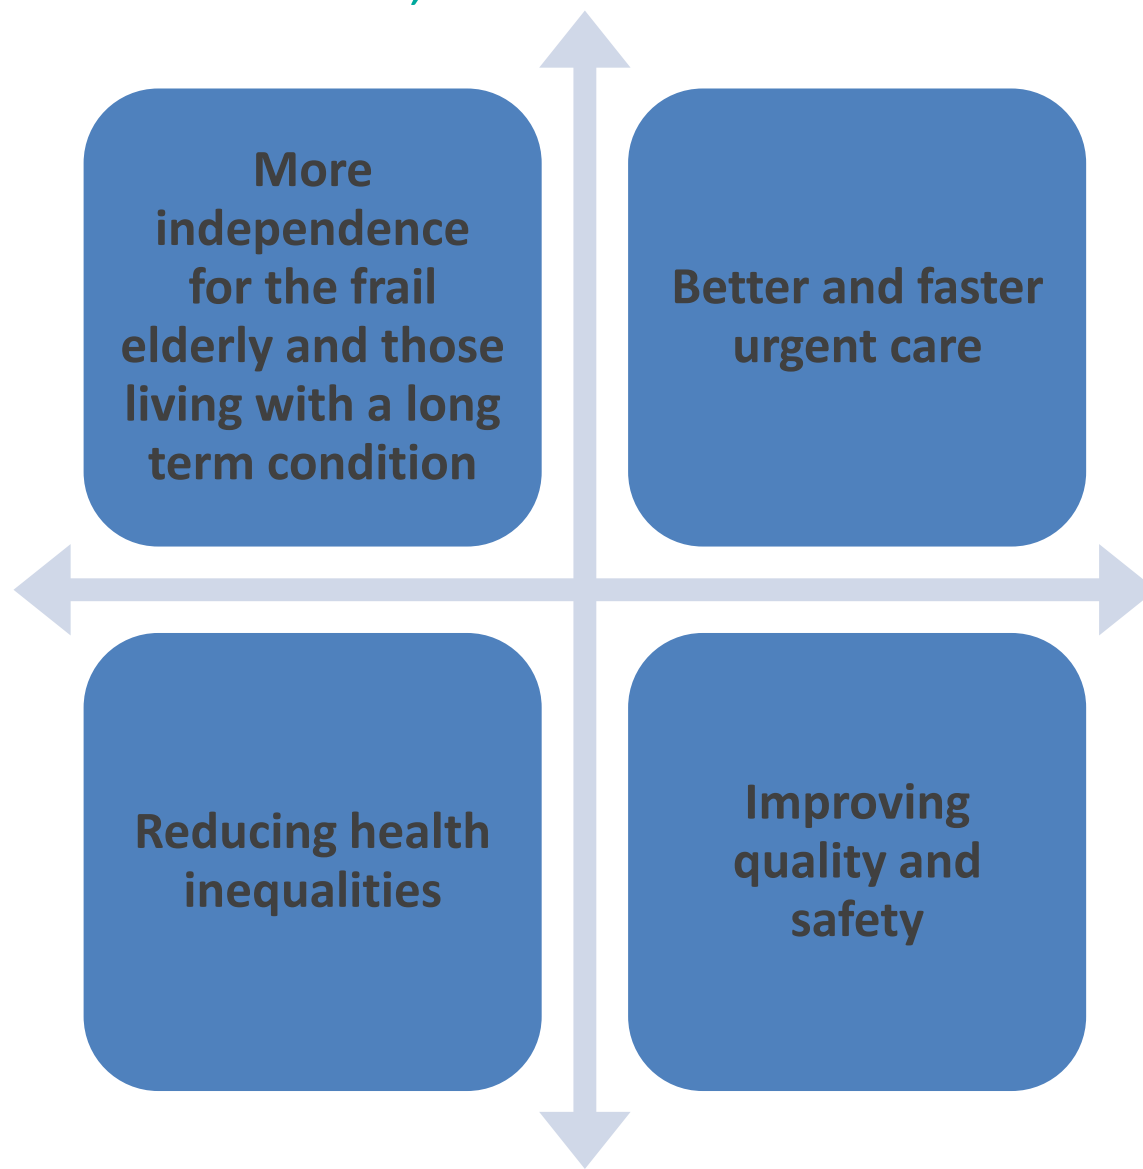 More
independence
for the frail
elderly and those
living with a long
term condition
Better and faster
urgent care
Reducing health
inequalities
Improving
quality and
safety